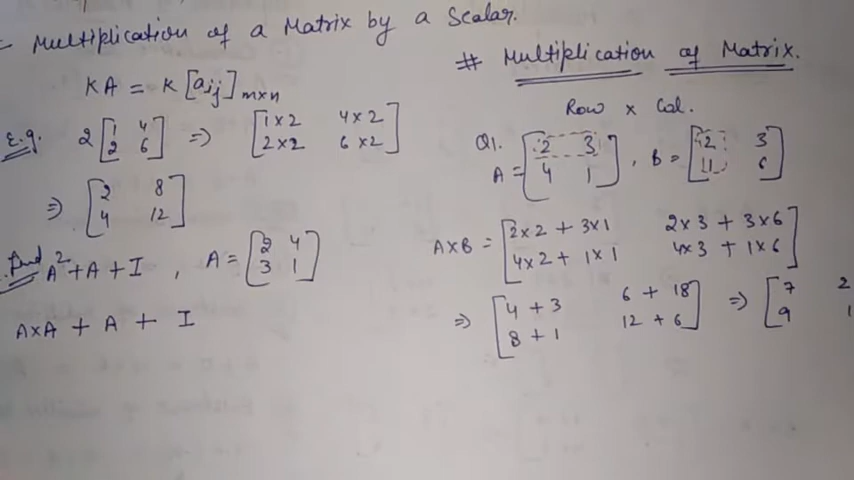 Multiplication of a Matrix by a Scalar.
KA = K [aij]m×n
E.g. 2 [1 4 ⇒ [1×2 4×2
2 6] 2×2 6×2]
⇒ [2 8
4 12]
Find A² + A + I , A = [2 4
3 1]
A×A + A + I
# Multiplication of Matrix.
Row × Col.
Q1. A = [2 3 , B = [2 3
4 1] 1 6]
A×B = [2×2 + 3×1 2×3 + 3×6
4×2 + 1×1 4×3 + 1×6]
⇒ [4 + 3 6 + 18 ⇒ [7 2
8 + 1 12 + 6] 9 1